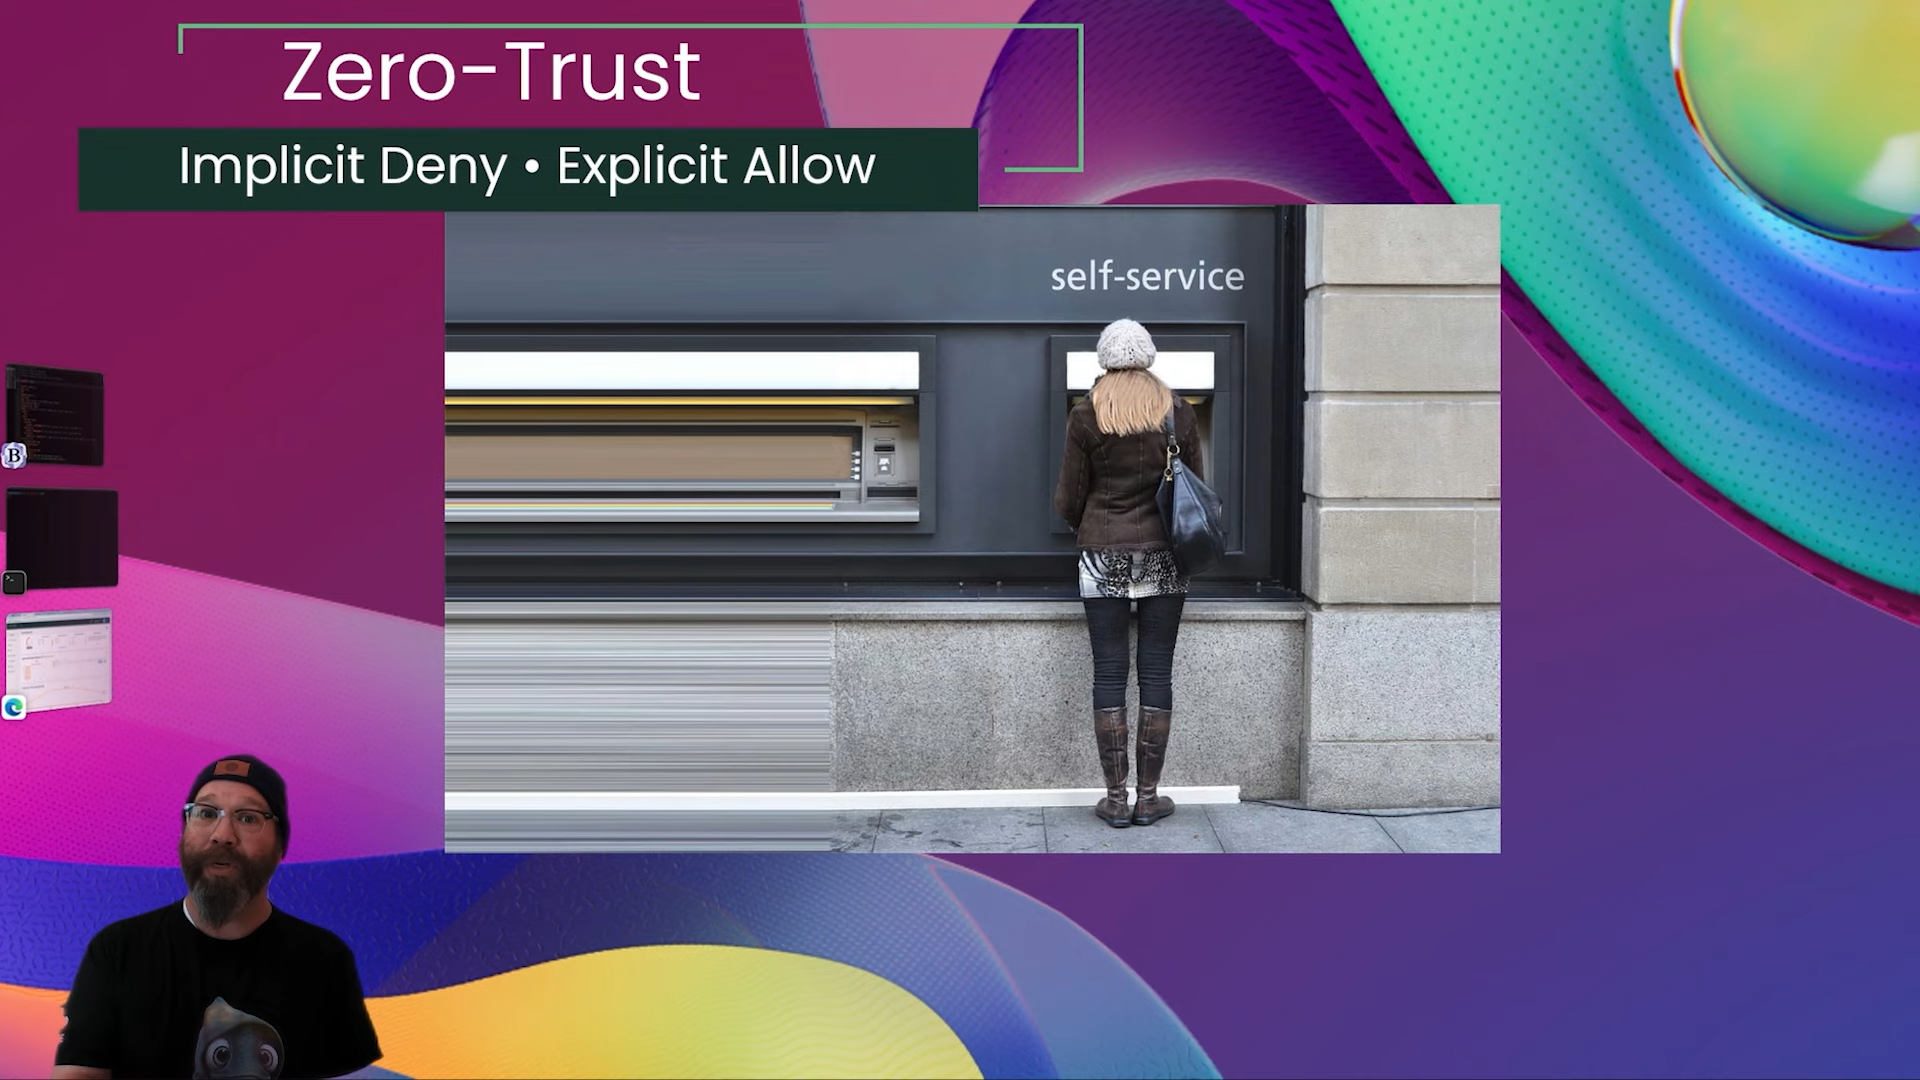 Zero-Trust
Implicit Deny • Explicit Allow
self-service
B